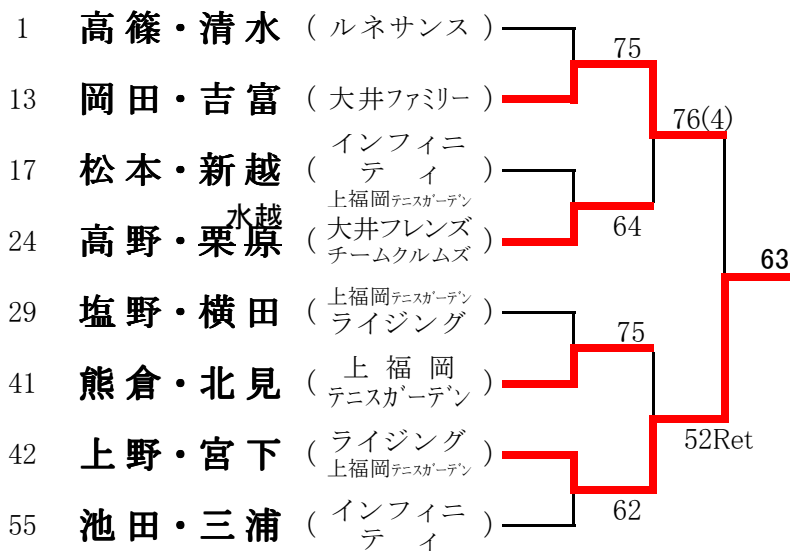 1 高篠・清水 (ルネサンス)
75
13 岡田・吉富 (大井ファミリー)
76(4)
17 松本・新越 (インフィニティ)
水越
24 高野・栗原 (上福岡テニスガーデン 大井フレンズ チームクルムズ)
64
63
29 塩野・横田 (上福岡テニスガーデン ライジング)
75
41 熊倉・北見 (上福岡テニスガーデン)
52Ret
42 上野・宮下 (ライジング 上福岡テニスガーデン)
62
55 池田・三浦 (インフィニティ)